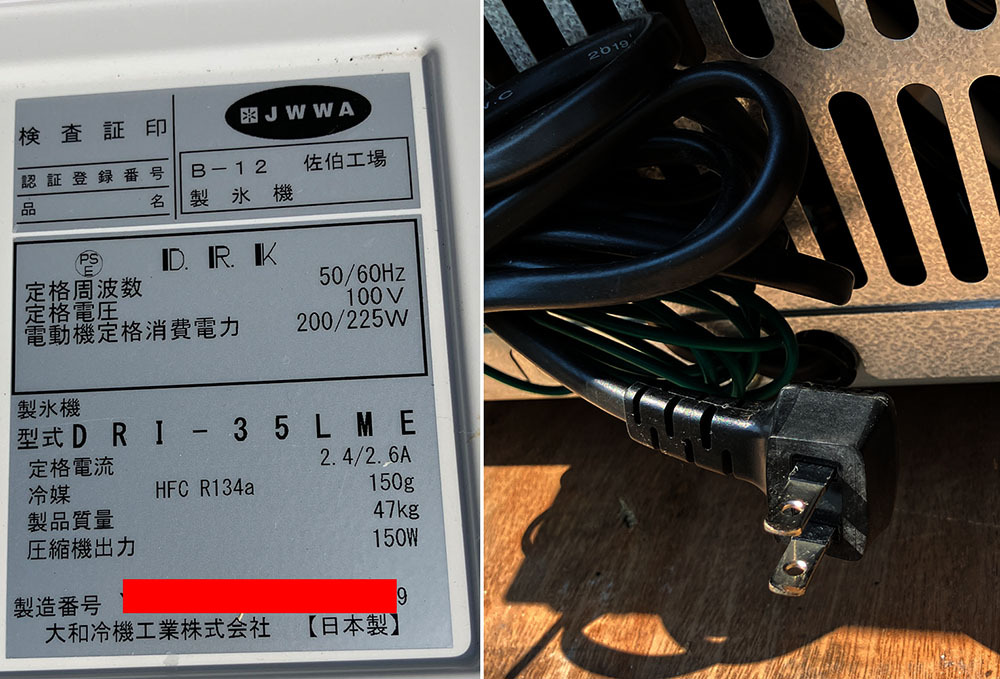 検査証印
JWWA
認証登録番号
B-12 佐伯工場
品名
製氷機
PS
E
D.R.K
定格周波数 50/60Hz
定格電圧 100V
電動機定格消費電力 200/225W
製氷機
型式 DRI-35LME
定格電流 2.4/2.6A
冷媒 HFC R134a 150g
製品質量 47kg
圧縮機出力 150W
製造番号 9
大和冷機工業株式会社 【日本製】
2019